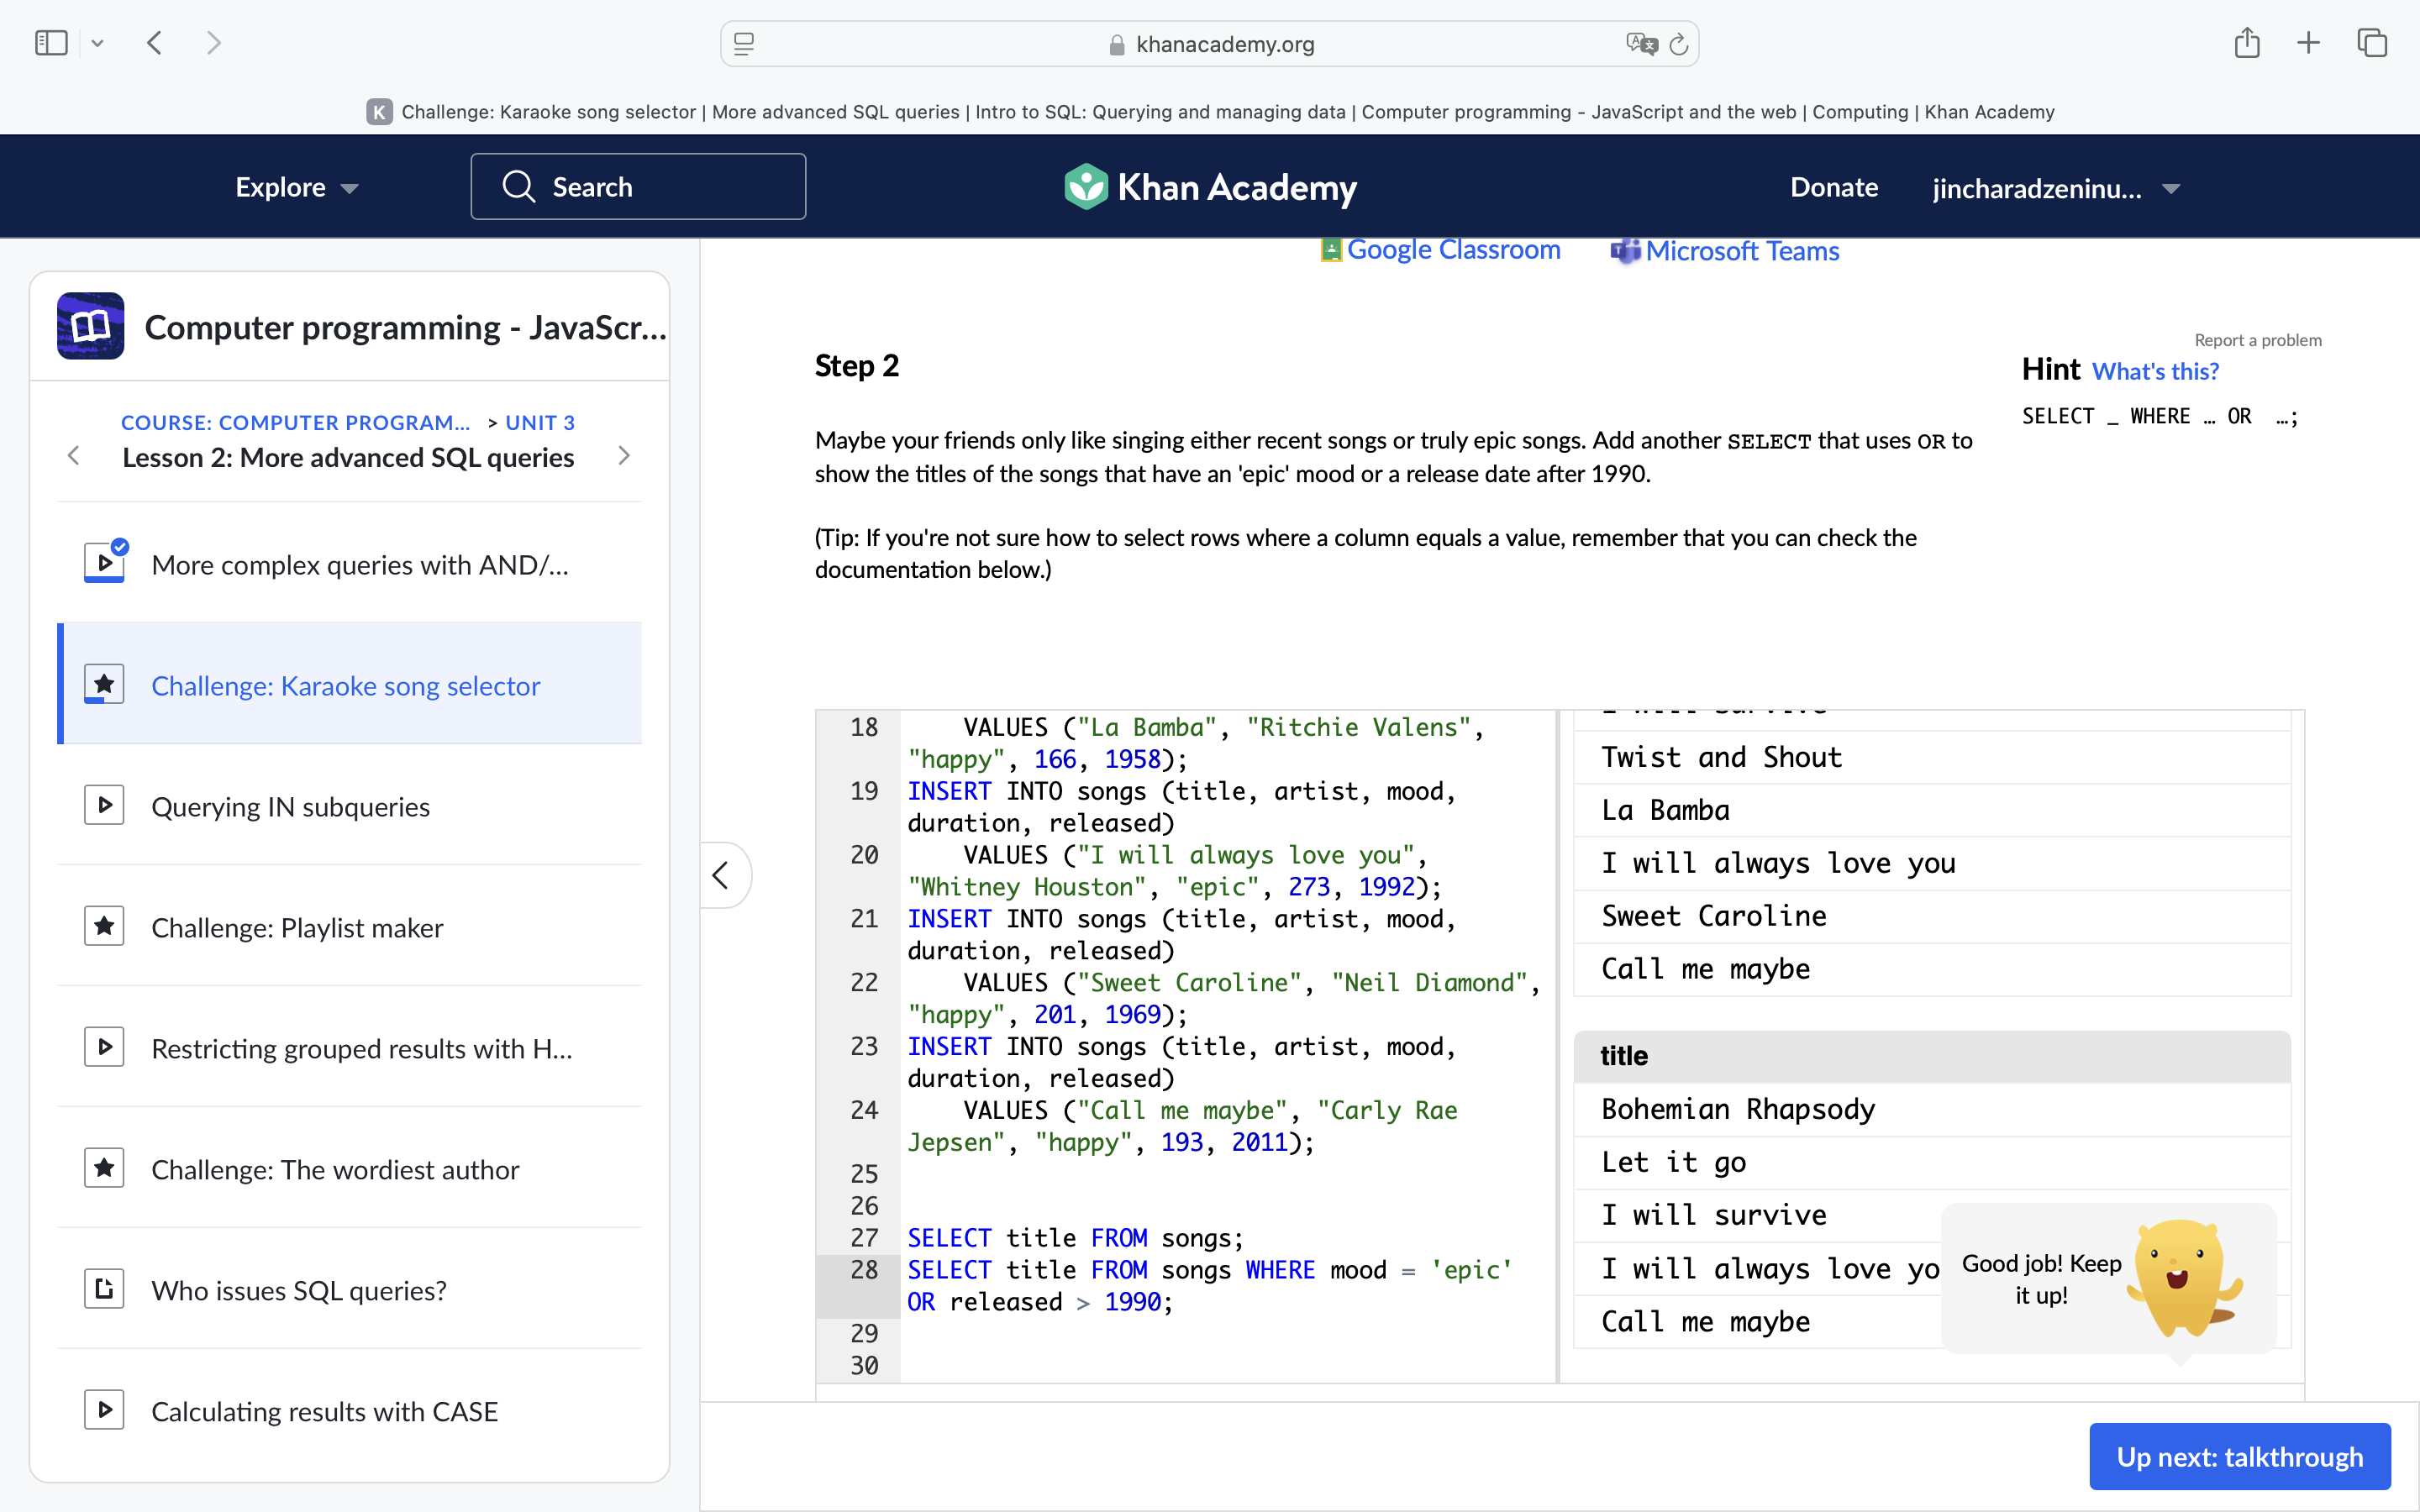 khanacademy.org
K Challenge: Karaoke song selector | More advanced SQL queries | Intro to SQL: Querying and managing data | Computer programming - JavaScript and the web | Computing | Khan Academy
Explore
Search
Khan Academy
Donate
jincharadzeninu...
Google Classroom
Microsoft Teams
Computer programming - JavaScr...
COURSE: COMPUTER PROGRAM... > UNIT 3
Lesson 2: More advanced SQL queries
More complex queries with AND/...
Challenge: Karaoke song selector
Querying IN subqueries
Challenge: Playlist maker
Restricting grouped results with H...
Challenge: The wordiest author
Who issues SQL queries?
Calculating results with CASE
Report a problem
Step 2
Hint What's this?
SELECT _ WHERE … OR …;
Maybe your friends only like singing either recent songs or truly epic songs. Add another SELECT that uses OR to
show the titles of the songs that have an 'epic' mood or a release date after 1990.
(Tip: If you're not sure how to select rows where a column equals a value, remember that you can check the
documentation below.)
18 VALUES ("La Bamba", "Ritchie Valens",
"happy", 166, 1958);
19 INSERT INTO songs (title, artist, mood,
duration, released)
20 VALUES ("I will always love you",
"Whitney Houston", "epic", 273, 1992);
21 INSERT INTO songs (title, artist, mood,
duration, released)
22 VALUES ("Sweet Caroline", "Neil Diamond",
"happy", 201, 1969);
23 INSERT INTO songs (title, artist, mood,
duration, released)
24 VALUES ("Call me maybe", "Carly Rae
Jepsen", "happy", 193, 2011);
25
26
27 SELECT title FROM songs;
28 SELECT title FROM songs WHERE mood = 'epic'
OR released > 1990;
29
30
I will survive
Twist and Shout
La Bamba
I will always love you
Sweet Caroline
Call me maybe
title
Bohemian Rhapsody
Let it go
I will survive
I will always love yo
Call me maybe
Good job! Keep
it up!
Up next: talkthrough